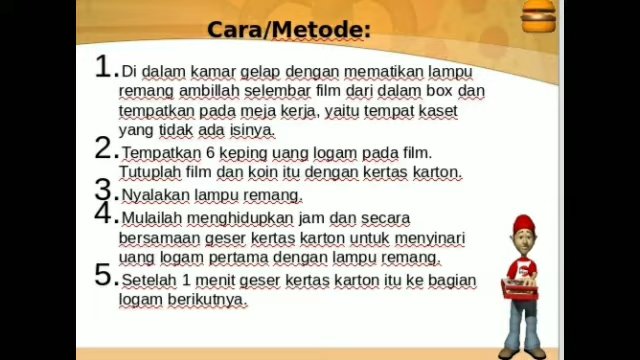 Cara/Metode:
1. Di dalam kamar gelap dengan mematikan lampu
remang ambillah selembar film dari dalam box dan
tempatkan pada meja kerja, yaitu tempat kaset
yang tidak ada isinya.
2. Tempatkan 6 keping uang logam pada film.
Tutuplah film dan koin itu dengan kertas karton.
3. Nyalakan lampu remang.
4. Mulailah menghidupkan jam dan secara
bersamaan geser kertas karton untuk menyinari
uang logam pertama dengan lampu remang.
5. Setelah 1 menit geser kertas karton itu ke bagian
logam berikutnya.